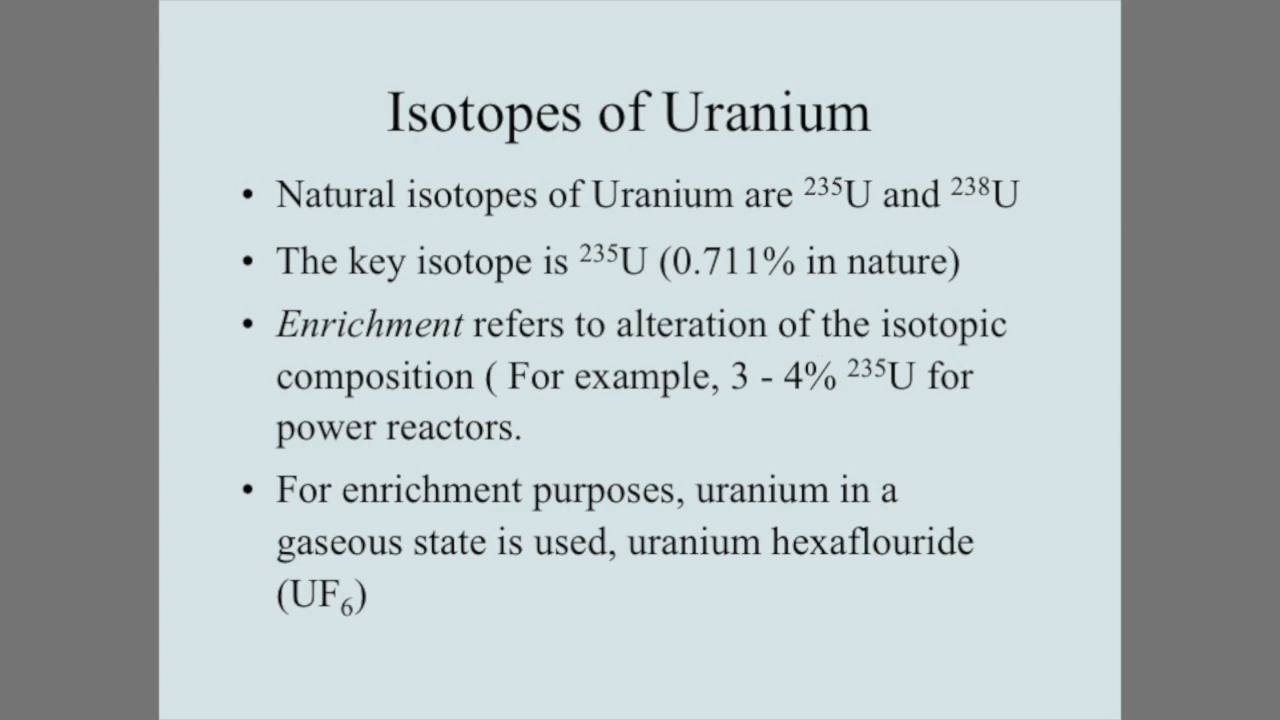 Isotopes of Uranium
• Natural isotopes of Uranium are ²³⁵U and ²³⁸U
• The key isotope is ²³⁵U (0.711% in nature)
• Enrichment refers to alteration of the isotopic
composition ( For example, 3 - 4% ²³⁵U for
power reactors.
• For enrichment purposes, uranium in a
gaseous state is used, uranium hexaflouride
(UF₆)